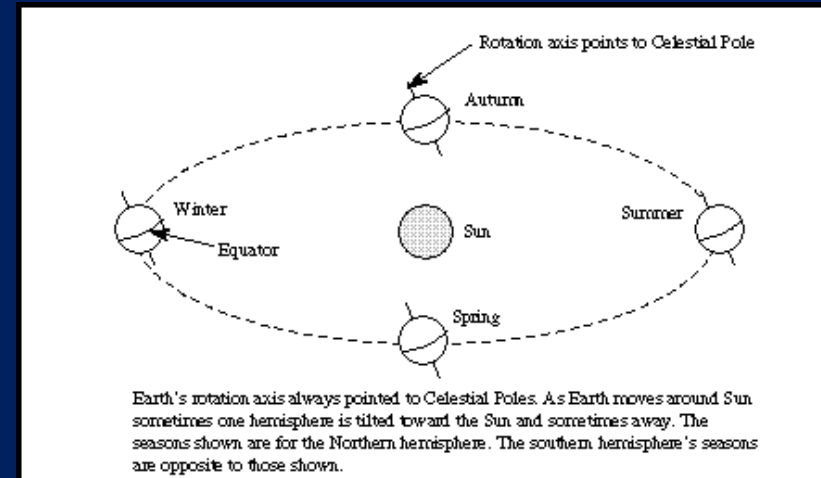 Rotation axis points to Celestial Pole
Autumn
Winter
Summer
Sun
Equator
Spring
Earth's rotation axis always pointed to Celestial Poles. As Earth moves around Sun
sometimes one hemisphere is tilted toward the Sun and sometimes away. The
seasons shown are for the Northern hemisphere. The southern hemisphere's seasons
are opposite to those shown.